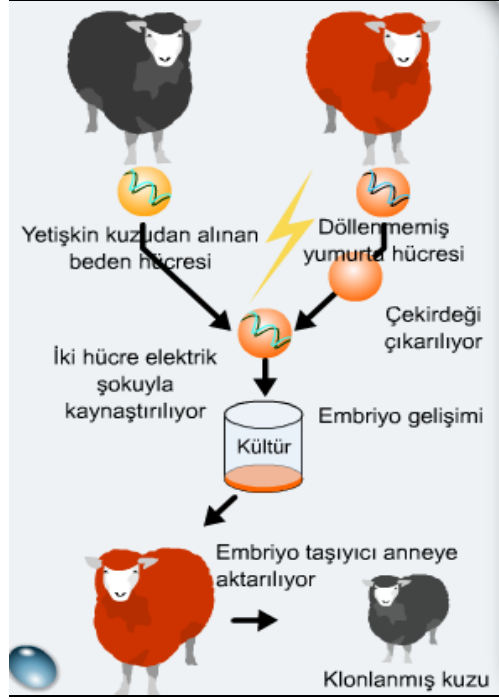 Yetişkin kuzudan alınan
beden hücresi
Döllenmemiş
yumurta hücresi
Çekirdeği
çıkarılıyor
İki hücre elektrik
şokuyla
kaynaştırılıyor
Embriyo gelişimi
Kültür
Embriyo taşıyıcı anneye
aktarılıyor
Klonlanmış kuzu